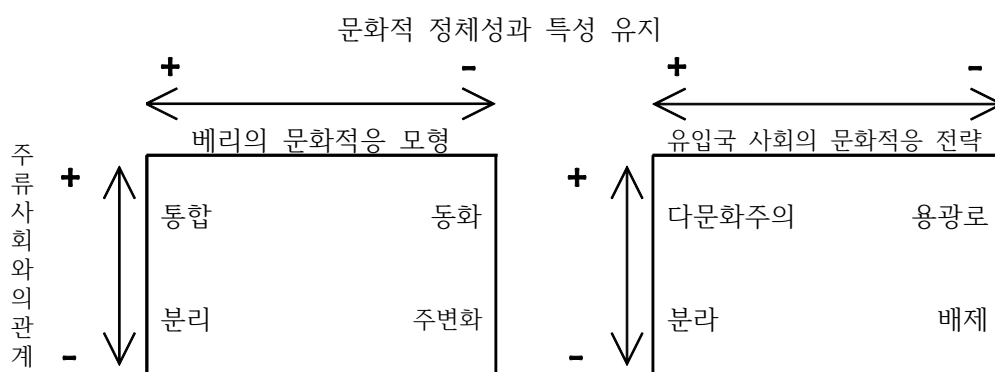 문화적 정체성과 특성 유지
+ - + -
베리의 문화적응 모형 유입국 사회의 문화적응 전략
주류사회와의관계
+ +
통합 동화 다문화주의 용광로
분리 주변화 분라 배제
- -